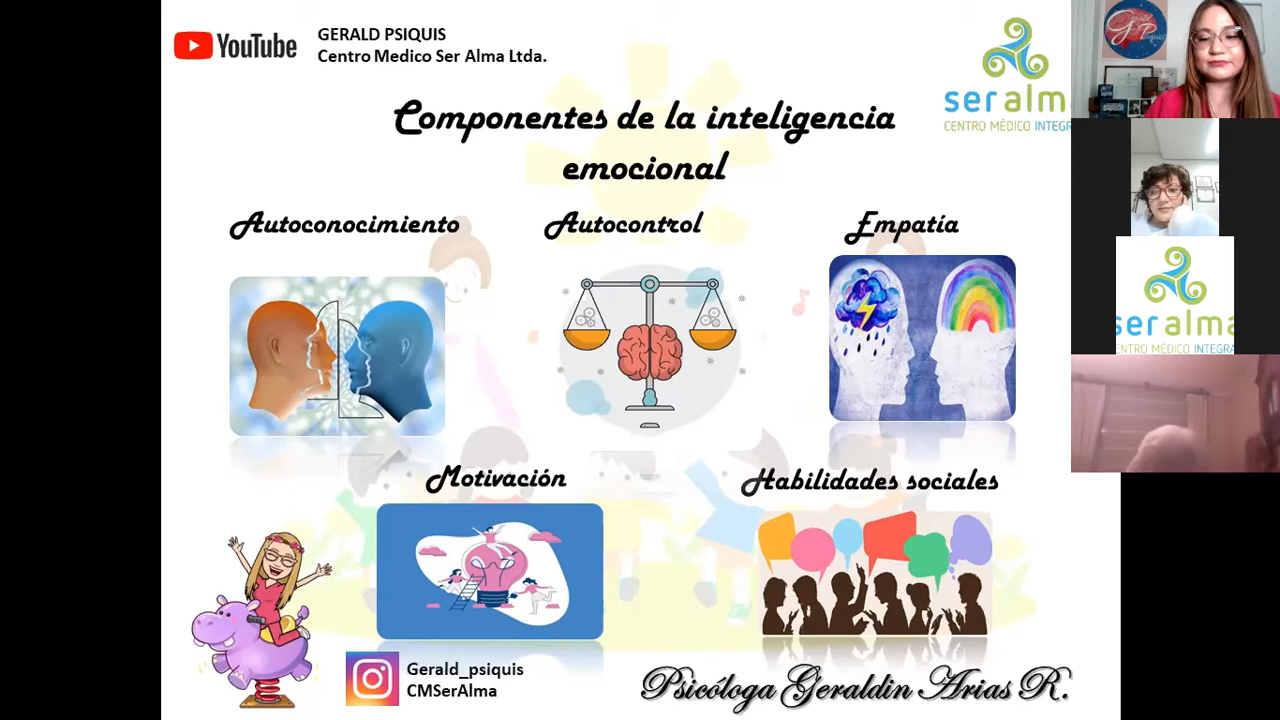 YouTube
GERALD PSIQUIS
Centro Medico Ser Alma Ltda.
ser alma
CENTRO MÉDICO INTEGR
Componentes de la inteligencia
emocional
Autoconocimiento
Autocontrol
Empatía
Motivación
Habilidades sociales
Gerald_psiquis
CMSerAlma
Psicóloga Geraldin Arias R.
ser alma
CENTRO MÉDICO INTEGRA